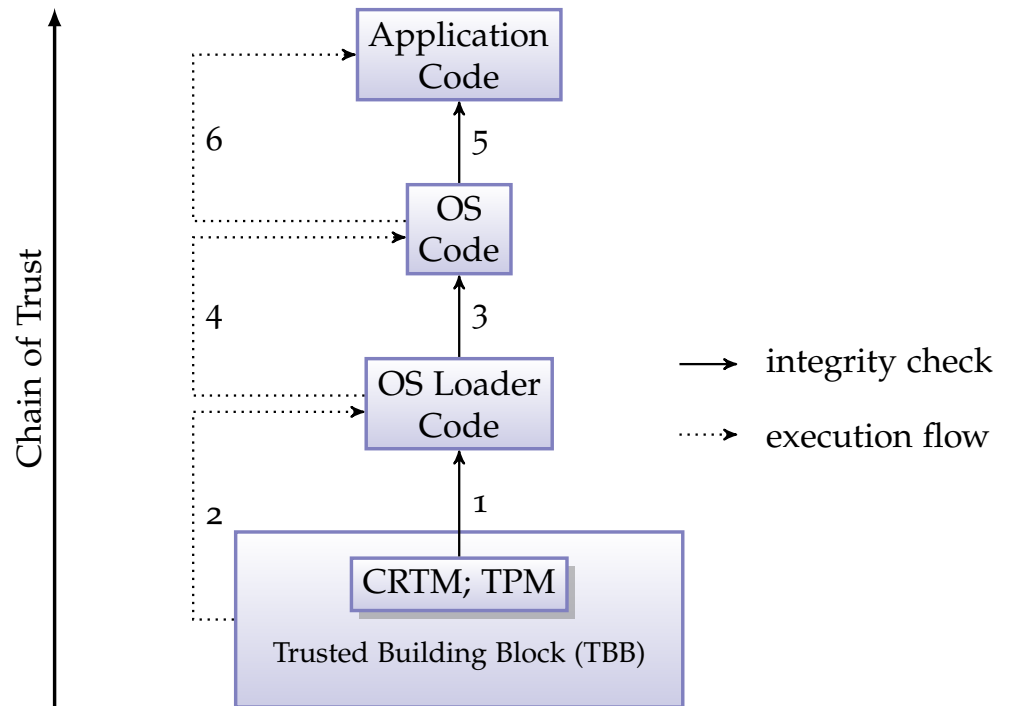 Application
Code
6
5
OS
Code
Chain of Trust
4
3
integrity check
OS Loader
Code
execution flow
2
1
CRTM; TPM
Trusted Building Block (TBB)